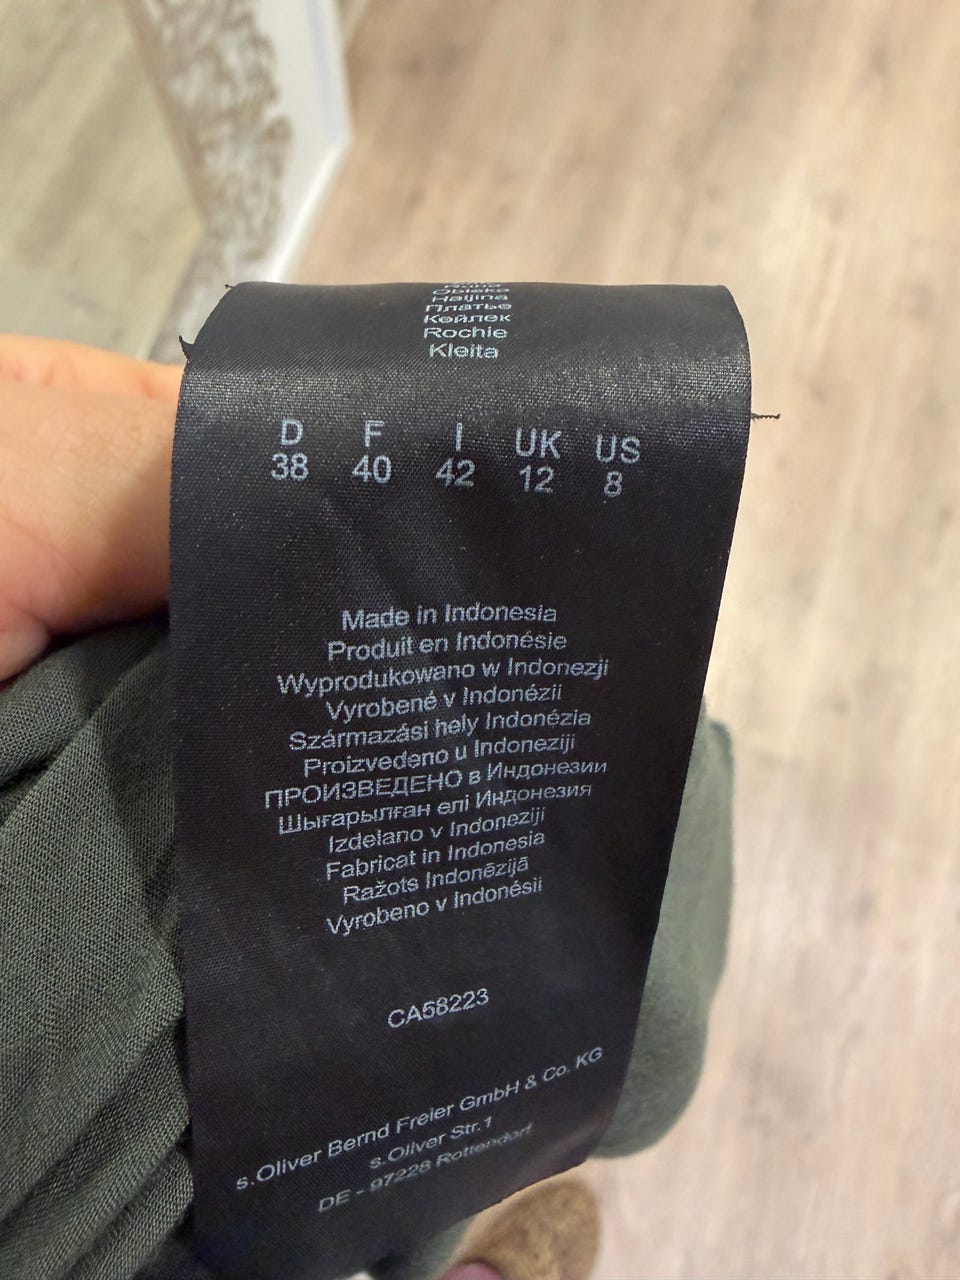 Obleka
Haljina
Платье
Көйлек
Rochie
Kleita
D F I UK US
38 40 42 12 8
Made in Indonesia
Produit en Indonésie
Wyprodukowano w Indonezji
Vyrobené v Indonézii
Származási hely Indonézia
Proizvedeno u Indoneziji
ПРОИЗВЕДЕНО в Индонезии
Шығарылған елі Индонезия
Izdelano v Indoneziji
Fabricat in Indonesia
Ražots Indonēzijā
Vyrobeno v Indonésii
CA58223
s.Oliver Bernd Freier GmbH & Co. KG
s.Oliver Str.1
DE - 97228 Rottendorf